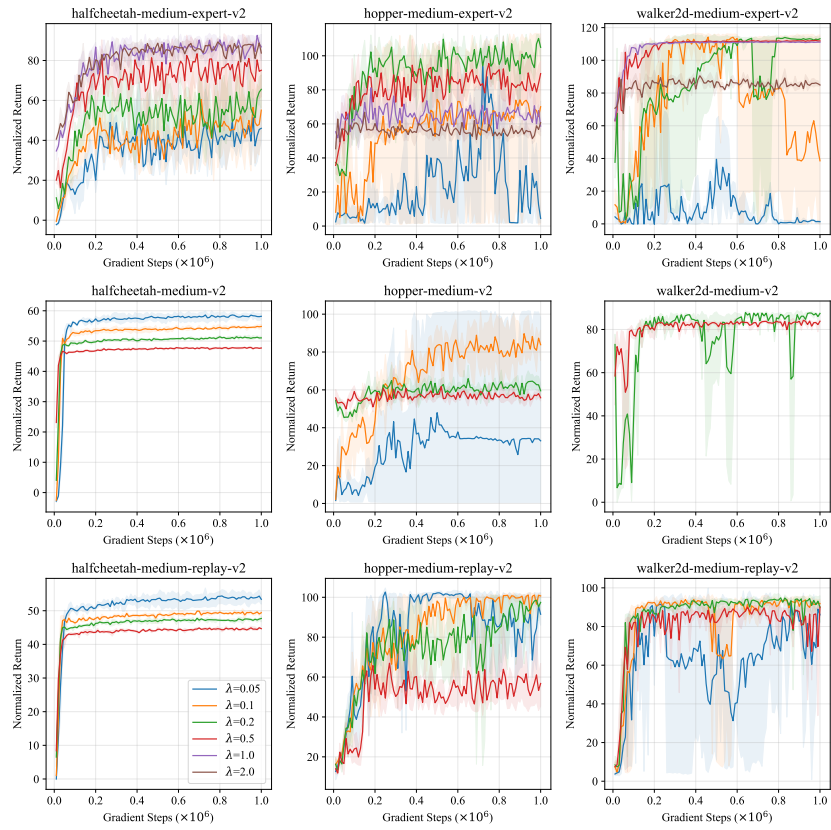 halfcheetah-medium-expert-v2
Normalized Return
80
60
40
20
0
0.0 0.2 0.4 0.6 0.8 1.0
Gradient Steps (×10⁶)
hopper-medium-expert-v2
Normalized Return
100
80
60
40
20
0
0.0 0.2 0.4 0.6 0.8 1.0
Gradient Steps (×10⁶)
walker2d-medium-expert-v2
Normalized Return
120
100
80
60
40
20
0
0.0 0.2 0.4 0.6 0.8 1.0
Gradient Steps (×10⁶)
halfcheetah-medium-v2
Normalized Return
60
50
40
30
20
10
0
0.0 0.2 0.4 0.6 0.8 1.0
Gradient Steps (×10⁶)
hopper-medium-v2
Normalized Return
100
80
60
40
20
0
0.0 0.2 0.4 0.6 0.8 1.0
Gradient Steps (×10⁶)
walker2d-medium-v2
Normalized Return
80
60
40
20
0
0.0 0.2 0.4 0.6 0.8 1.0
Gradient Steps (×10⁶)
halfcheetah-medium-replay-v2
Normalized Return
50
40
30
20
10
0
λ=0.05
λ=0.1
λ=0.2
λ=0.5
λ=1.0
λ=2.0
0.0 0.2 0.4 0.6 0.8 1.0
Gradient Steps (×10⁶)
hopper-medium-replay-v2
Normalized Return
100
80
60
40
20
0.0 0.2 0.4 0.6 0.8 1.0
Gradient Steps (×10⁶)
walker2d-medium-replay-v2
Normalized Return
100
80
60
40
20
0
0.0 0.2 0.4 0.6 0.8 1.0
Gradient Steps (×10⁶)